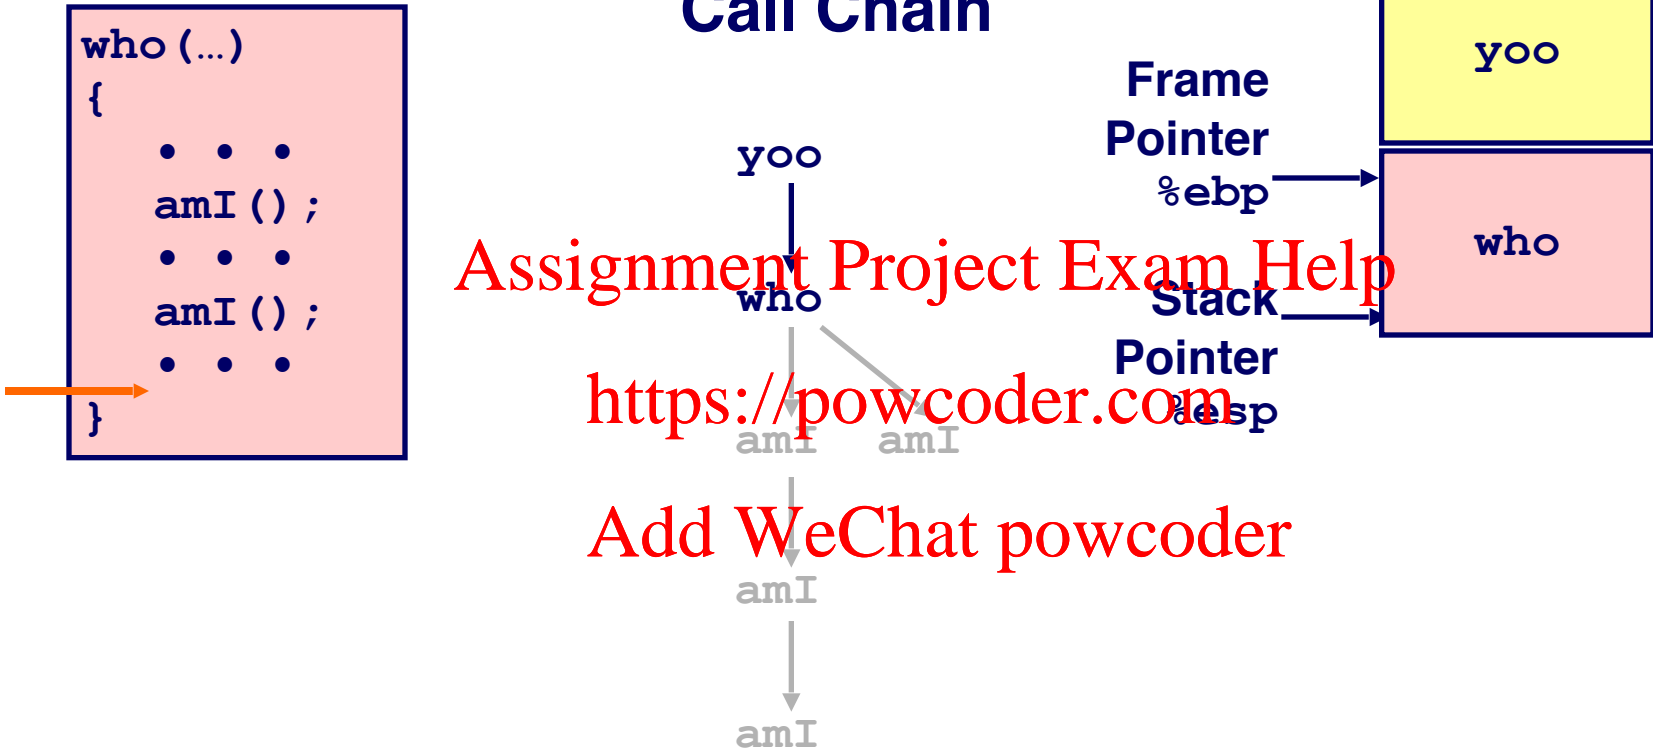 Call Chain
who(…)
{
• • •
amI();
• • •
amI();
• • •
}
yoo
who
amI amI
amI
amI
Frame
Pointer
%ebp
Stack
Pointer
%esp
yoo
who
Assignment Project Exam Help
https://powcoder.com
Add WeChat powcoder